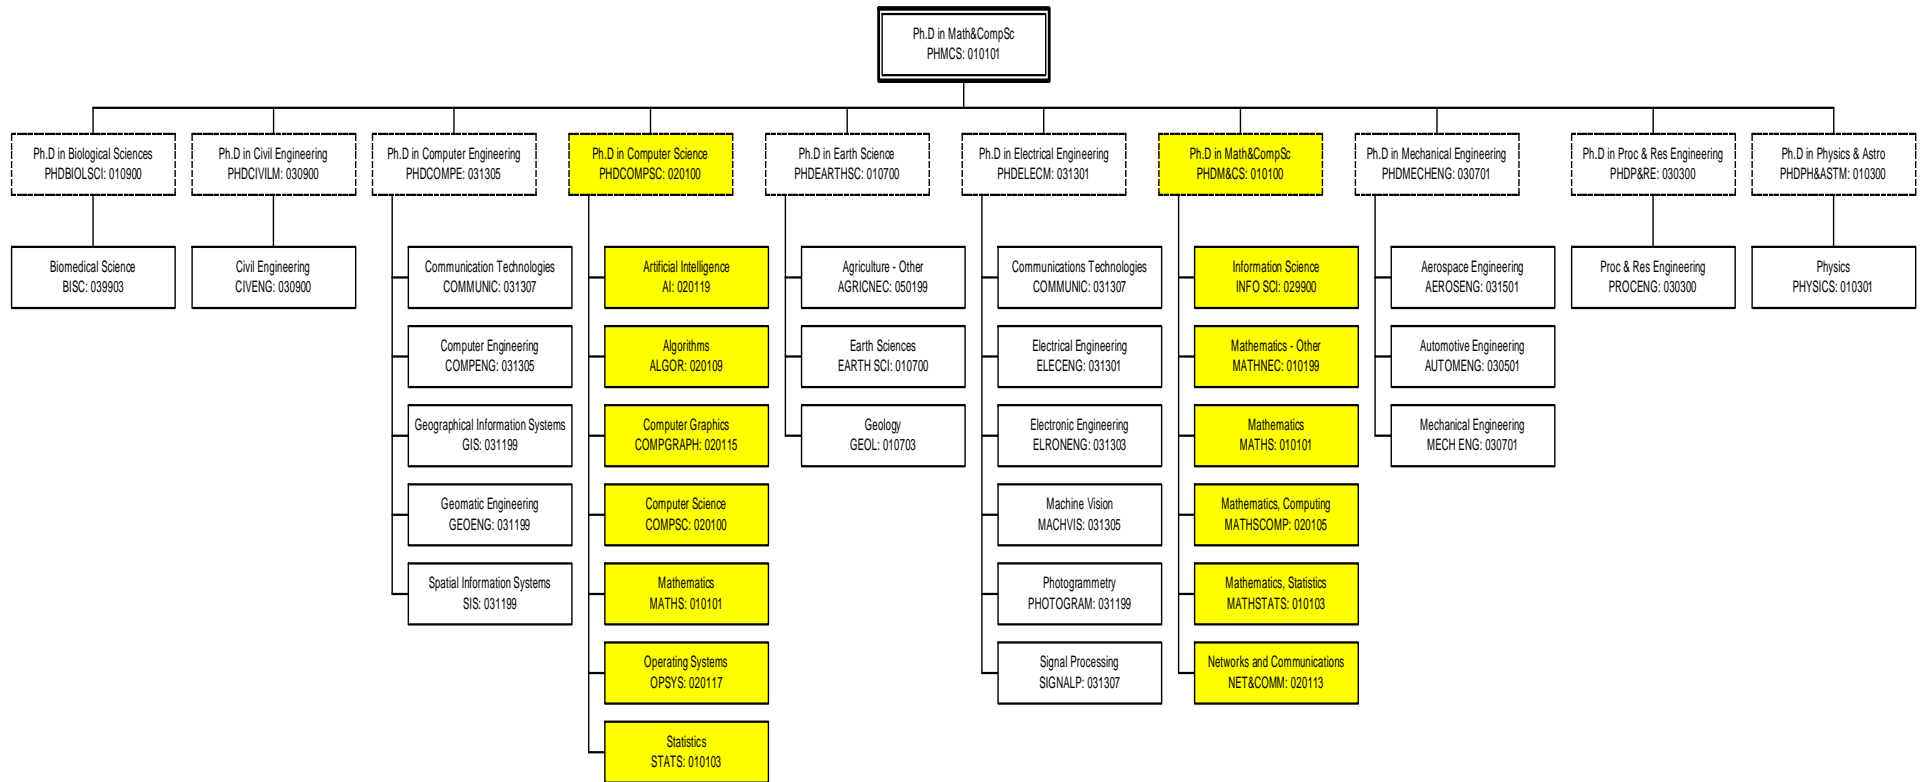 Ph.D in Math&CompSc
PHMCS: 010101
Ph.D in Biological Sciences
PHDBIOLSCI: 010900
Ph.D in Civil Engineering
PHDCIVILM: 030900
Ph.D in Computer Engineering
PHDCOMPE: 031305
Ph.D in Computer Science
PHDCOMPSC: 020100
Ph.D in Earth Science
PHDEARTHSC: 010700
Ph.D in Electrical Engineering
PHDELECM: 031301
Ph.D in Math&CompSc
PHDM&CS: 010100
Ph.D in Mechanical Engineering
PHDMECHENG: 030701
Ph.D in Proc & Res Engineering
PHDP&RE: 030300
Ph.D in Physics & Astro
PHDPH&ASTM: 010300
Biomedical Science
BISC: 039903
Civil Engineering
CIVENG: 030900
Communication Technologies
COMMUNIC: 031307
Computer Engineering
COMPENG: 031305
Geographical Information Systems
GIS: 031199
Geomatic Engineering
GEOENG: 031199
Spatial Information Systems
SIS: 031199
Artificial Intelligence
AI: 020119
Algorithms
ALGOR: 020109
Computer Graphics
COMPGRAPH: 020115
Computer Science
COMPSC: 020100
Mathematics
MATHS: 010101
Operating Systems
OPSYS: 020117
Statistics
STATS: 010103
Agriculture - Other
AGRICNEC: 050199
Earth Sciences
EARTH SCI: 010700
Geology
GEOL: 010703
Communications Technologies
COMMUNIC: 031307
Electrical Engineering
ELECENG: 031301
Electronic Engineering
ELRONENG: 031303
Machine Vision
MACHVIS: 031305
Photogrammetry
PHOTOGRAM: 031199
Signal Processing
SIGNALP: 031307
Information Science
INFO SCI: 029900
Mathematics - Other
MATHNEC: 010199
Mathematics
MATHS: 010101
Mathematics, Computing
MATHSCOMP: 020105
Mathematics, Statistics
MATHSTATS: 010103
Networks and Communications
NET&COMM: 020113
Aerospace Engineering
AEROSENG: 031501
Automotive Engineering
AUTOMENG: 030501
Mechanical Engineering
MECH ENG: 030701
Proc & Res Engineering
PROCENG: 030300
Physics
PHYSICS: 010301